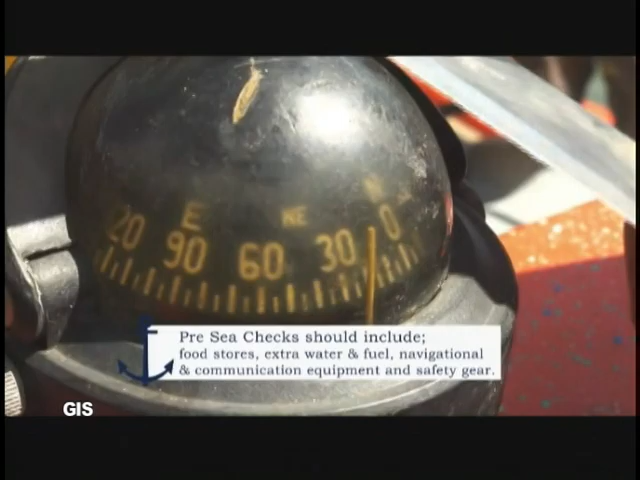 E NE N
20 90 60 30 0
Pre Sea Checks should include;
food stores, extra water & fuel, navigational
& communication equipment and safety gear.
GIS